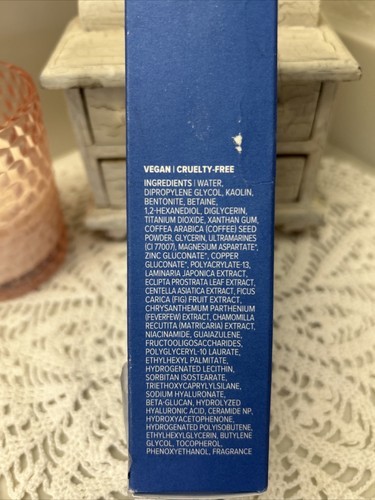 VEGAN | CRUELTY-FREE
INGREDIENTS | WATER,
DIPROPYLENE GLYCOL, KAOLIN,
BENTONITE, BETAINE,
1,2-HEXANEDIOL, DIGLYCERIN,
TITANIUM DIOXIDE, XANTHAN GUM,
COFFEA ARABICA (COFFEE) SEED
POWDER, GLYCERIN, ULTRAMARINES
(CI 77007), MAGNESIUM ASPARTATE*,
ZINC GLUCONATE*, COPPER
GLUCONATE*, POLYACRYLATE-13,
LAMINARIA JAPONICA EXTRACT,
ECLIPTA PROSTRATA LEAF EXTRACT,
CENTELLA ASIATICA EXTRACT, FICUS
CARICA (FIG) FRUIT EXTRACT,
CHRYSANTHEMUM PARTHENIUM
(FEVERFEW) EXTRACT, CHAMOMILLA
RECUTITA (MATRICARIA) EXTRACT,
NIACINAMIDE, GUAIAZULENE,
FRUCTOOLIGOSACCHARIDES,
POLYGLYCERYL-10 LAURATE,
ETHYLHEXYL PALMITATE,
HYDROGENATED LECITHIN,
SORBITAN ISOSTEARATE,
TRIETHOXYCAPRYLYLSILANE,
SODIUM HYALURONATE,
BETA-GLUCAN, HYDROLYZED
HYALURONIC ACID, CERAMIDE NP,
HYDROXYACETOPHENONE,
HYDROGENATED POLYISOBUTENE,
ETHYLHEXYLGLYCERIN, BUTYLENE
GLYCOL, TOCOPHEROL,
PHENOXYETHANOL, FRAGRANCE